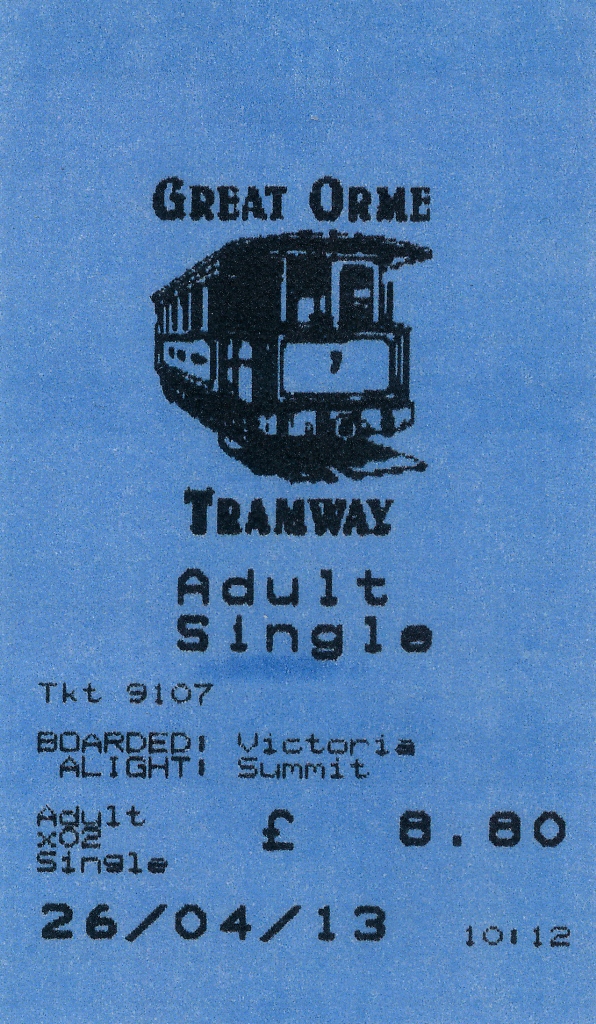 GREAT ORME
7
TRAMWAY
Adult
Single
Tkt 9107
BOARDED: Victoria
ALIGHT: Summit
Adult
x02
Single
£ 8.80
26/04/13 10:12